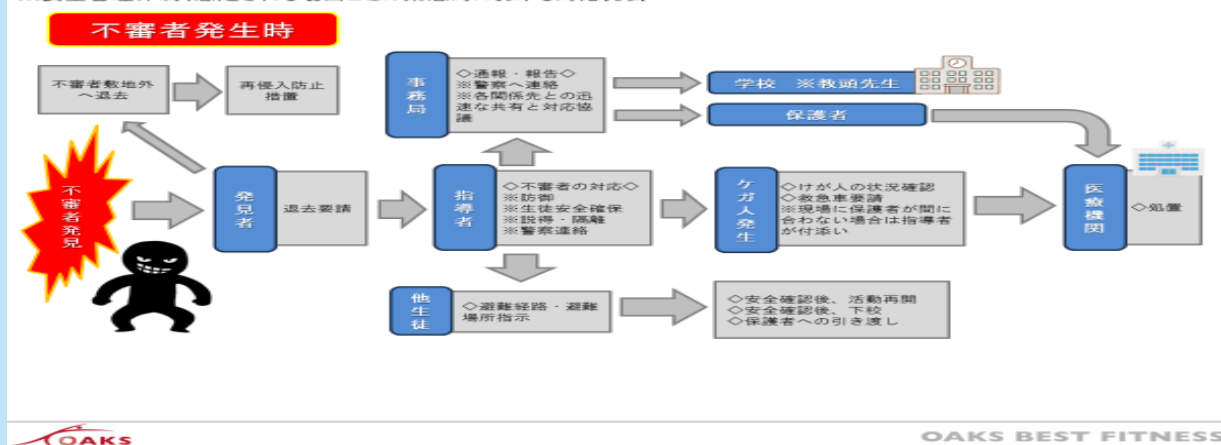 不審者発生時
不審者敷地外
へ退去
再侵入防止
措置
事務局
◇通報・報告◇
※警察へ連絡
※各関係先との迅
速な共有と対応協
議
学校 ※教頭先生
保護者
不審者発見
発見者
退去要請
指導者
◇不審者の対応◇
※防御
※生徒安全確保
※説得・隔離
※警察連絡
ケガ人発生
◇けが人の状況確認
◇救急車要請
※現場に保護者が間に
合わない場合は指導者
が付添い
医療機関
◇処置
他生徒
◇避難経路・避難
場所指示
◇安全確認後、活動再開
◇安全確認後、下校
◇保護者への引き渡し
OAKS
OAKS BEST FITNESS